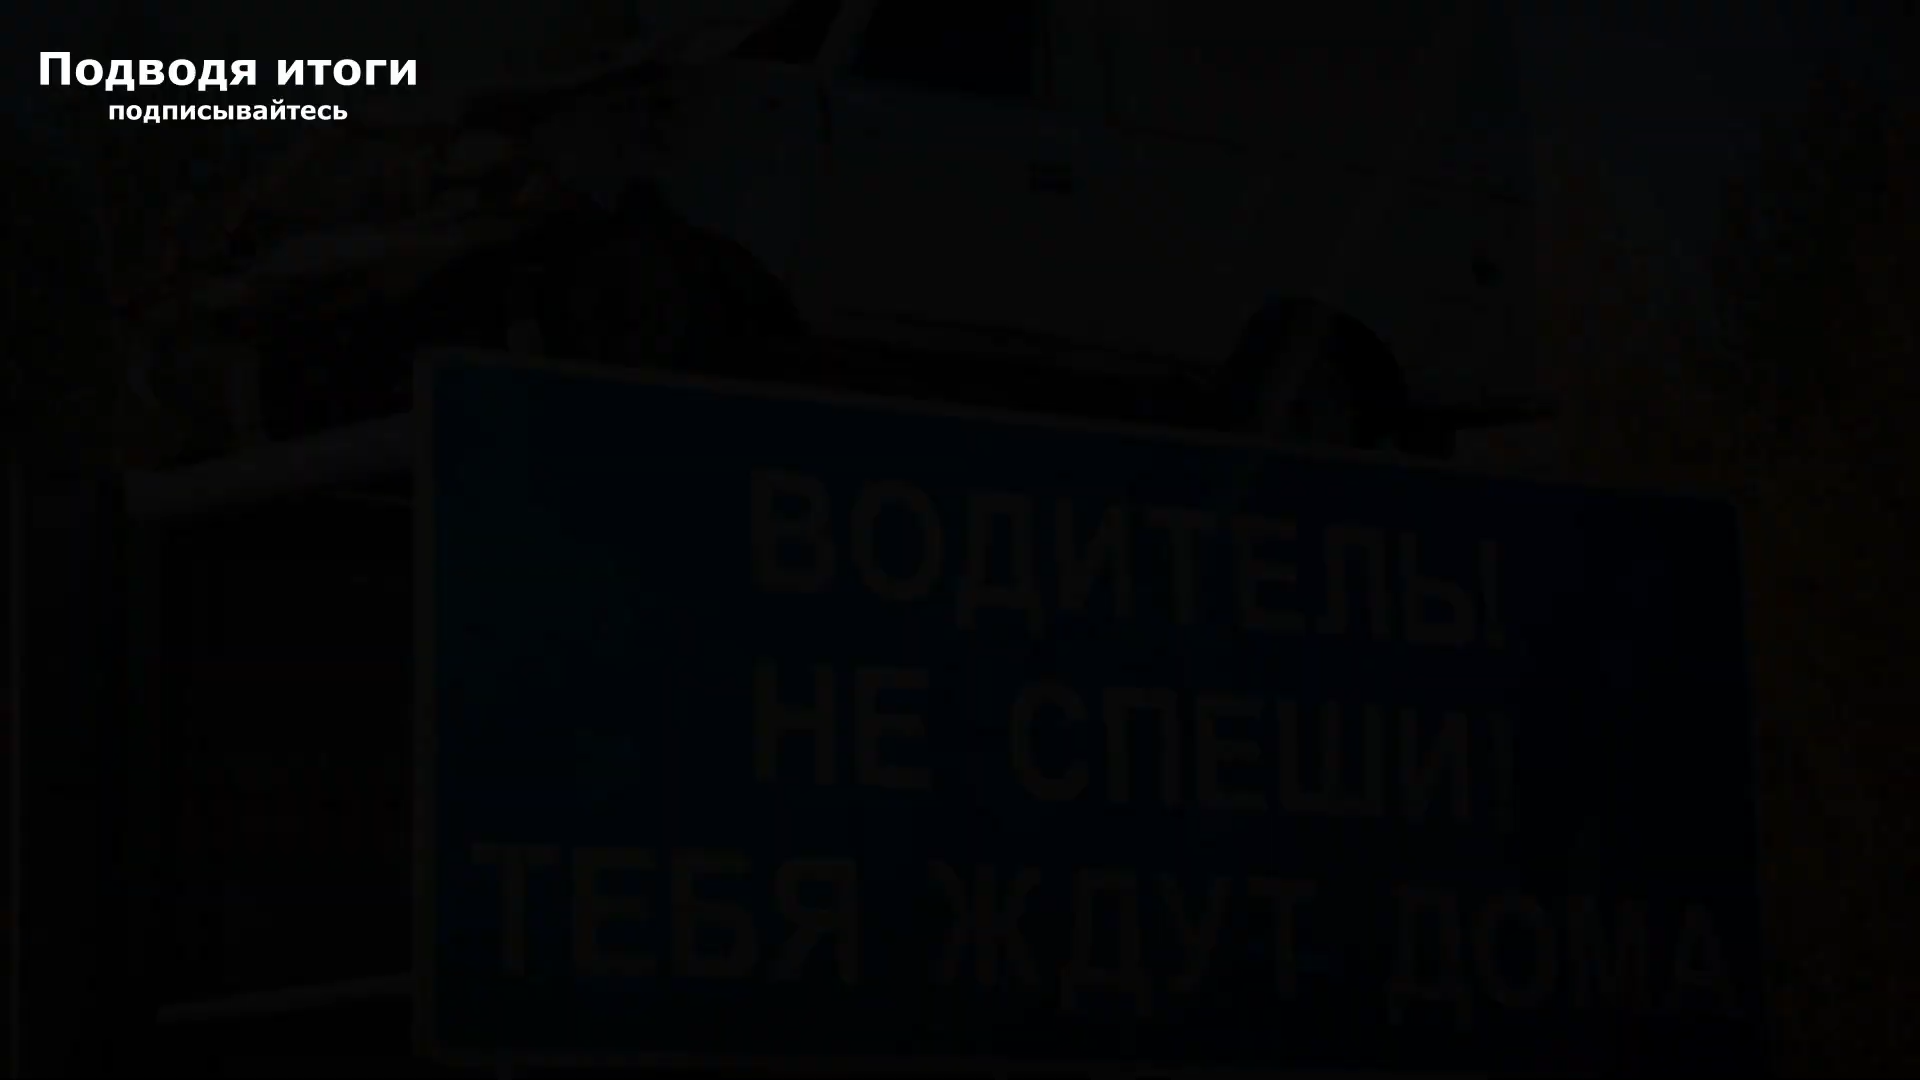 Подводя итоги
подписывайтесь
ВОДИТЕЛЬ!
НЕ СПЕШИ!
ТЕБЯ ЖДУТ ДОМА